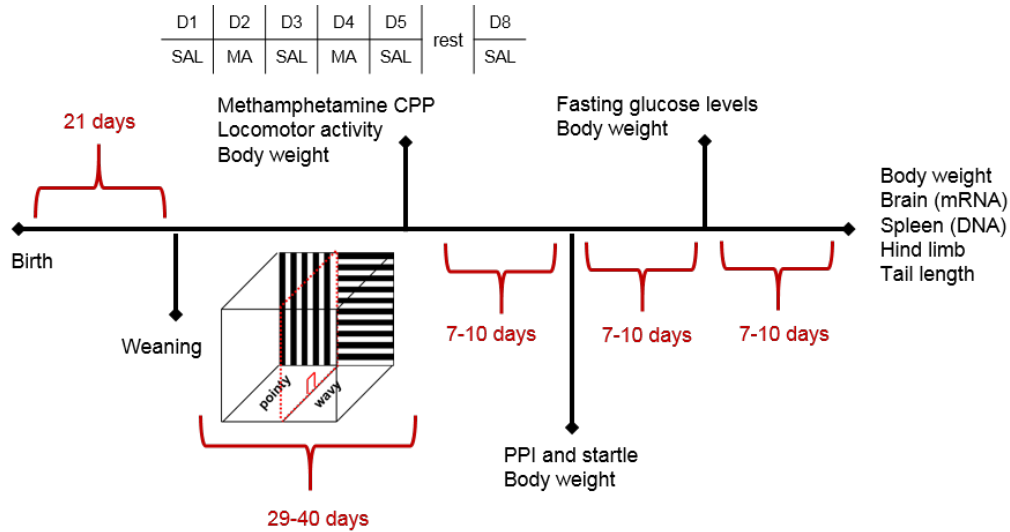 D1 D2 D3 D4 D5 rest D8
SAL MA SAL MA SAL SAL
21 days
Methamphetamine CPP
Locomotor activity
Body weight
Fasting glucose levels
Body weight
Body weight
Brain (mRNA)
Spleen (DNA)
Hind limb
Tail length
Birth
Weaning
pointy
wavy
7-10 days
7-10 days
7-10 days
PPI and startle
Body weight
29-40 days